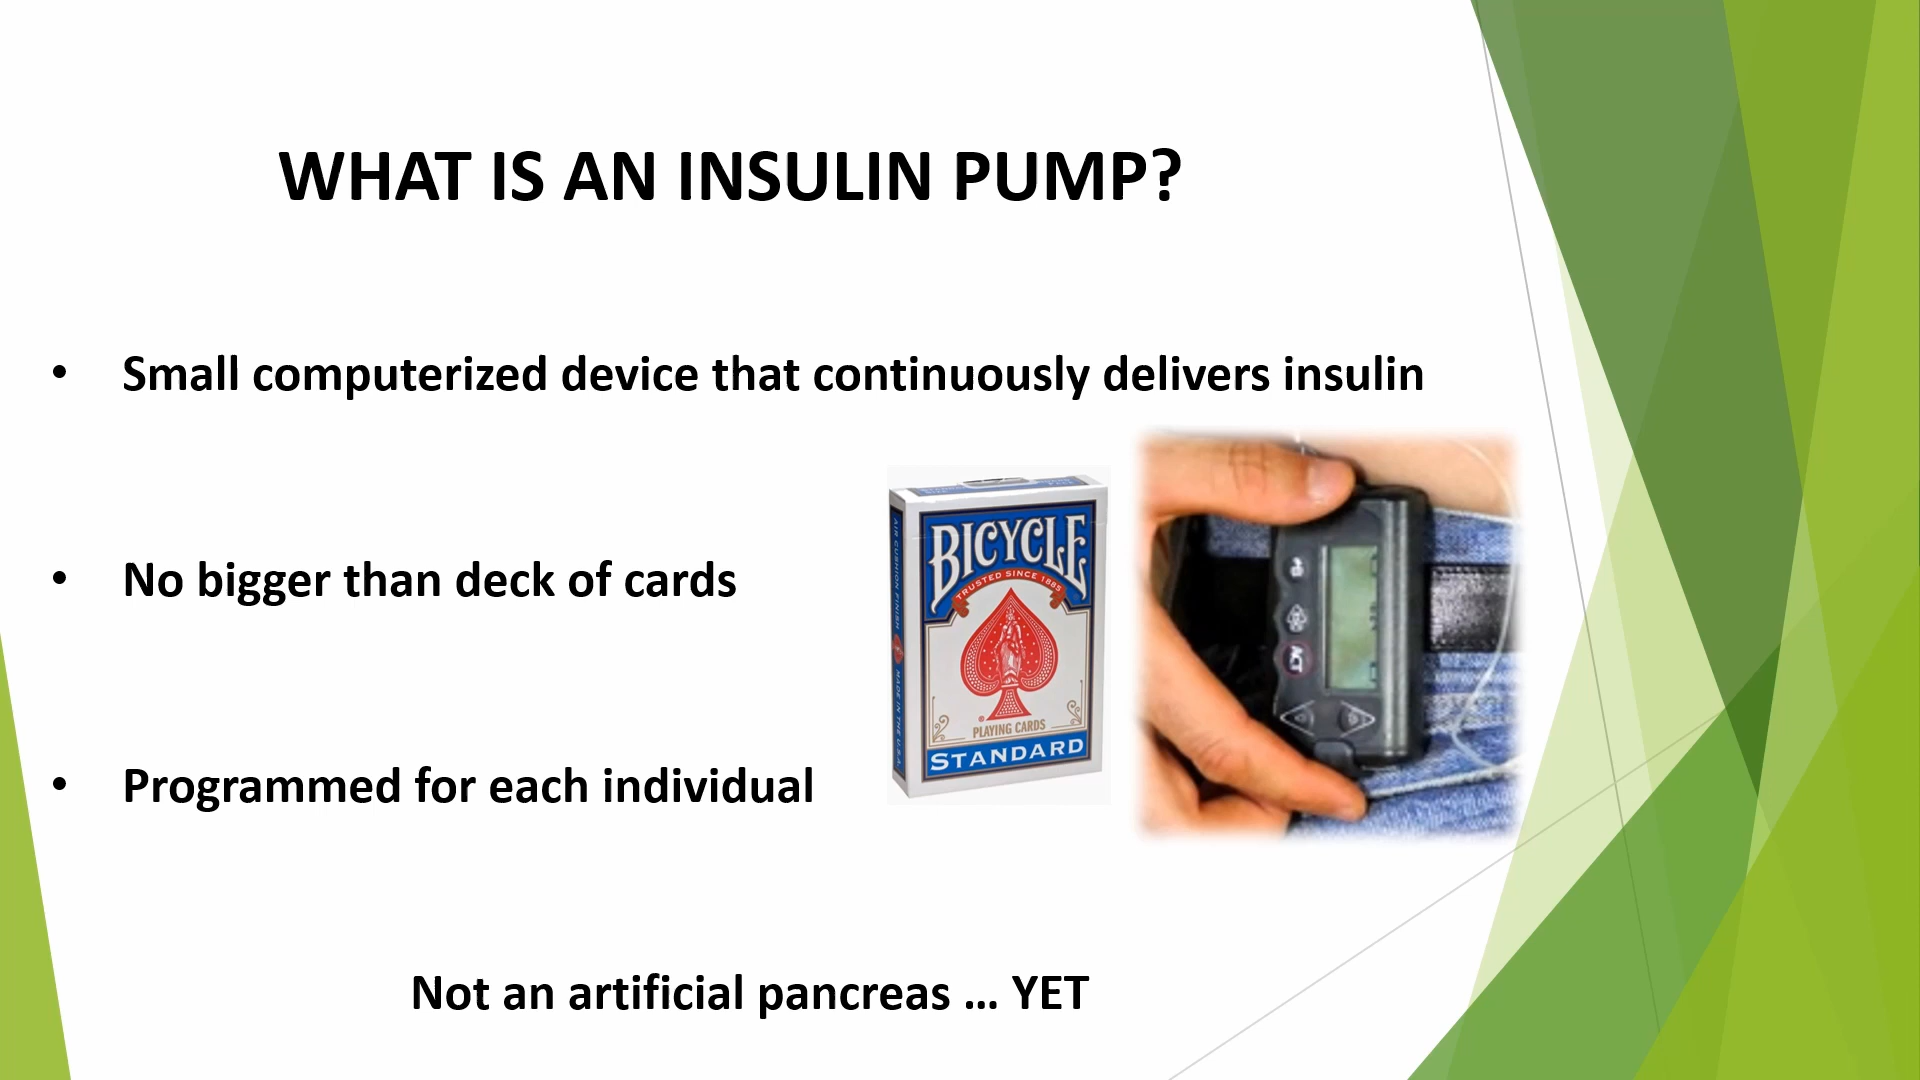 WHAT IS AN INSULIN PUMP?
• Small computerized device that continuously delivers insulin
• No bigger than deck of cards
BICYCLE
TRUSTED SINCE 1885
PLAYING CARDS
STANDARD
AIR CUSHION FINISH
MADE IN THE U.S.A.
ACT
• Programmed for each individual
Not an artificial pancreas ... YET